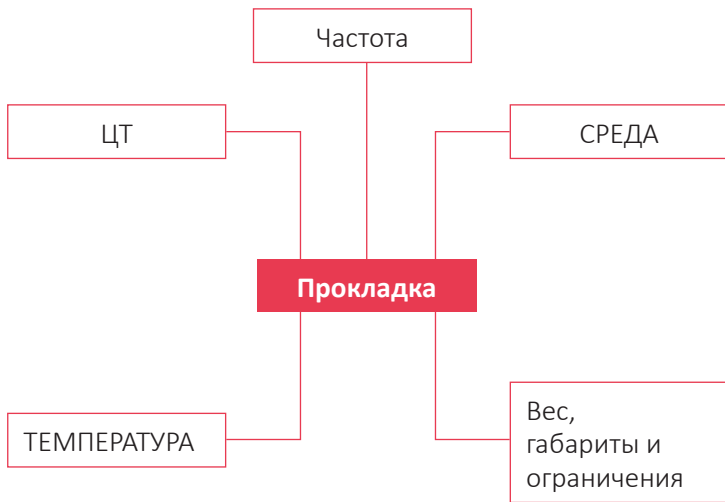 Частота
ЦТ
СРЕДА
Прокладка
ТЕМПЕРАТУРА
Вес,
габариты и
ограничения